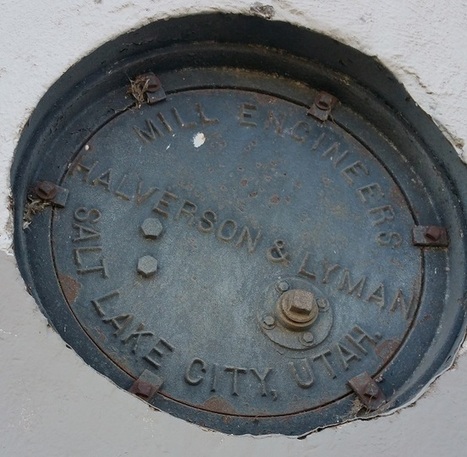 MILL ENGINEERS.
HALVERSON & LYMAN
SALT LAKE CITY, UTAH.